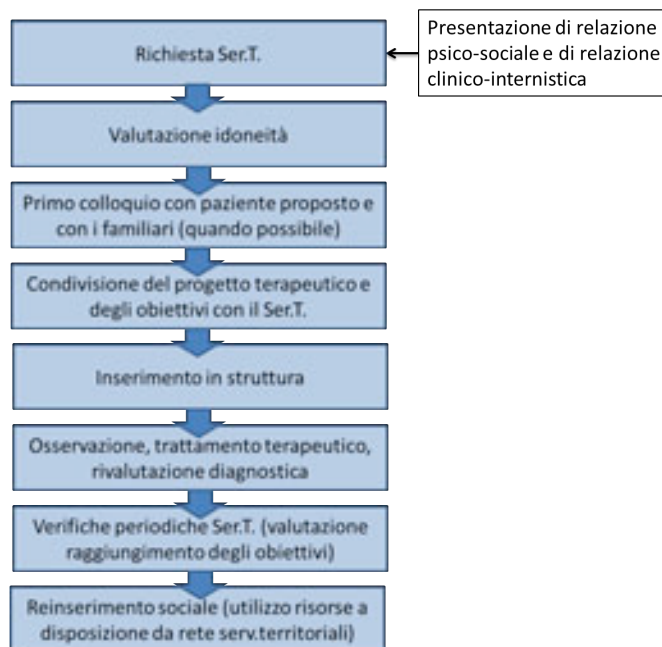 Richiesta Ser.T.
Presentazione di relazione
psico-sociale e di relazione
clinico-internistica
Valutazione idoneità
Primo colloquio con paziente proposto e
con i familiari (quando possibile)
Condivisione del progetto terapeutico e
degli obiettivi con il Ser.T.
Inserimento in struttura
Osservazione, trattamento terapeutico,
rivalutazione diagnostica
Verifiche periodiche Ser.T. (valutazione
raggiungimento degli obiettivi)
Reinserimento sociale (utilizzo risorse a
disposizione da rete serv.territoriali)